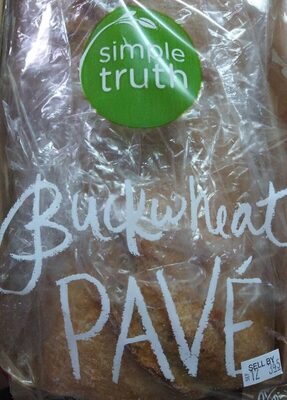 simple
truth
Buckwheat
PAVÉ
SELL BY